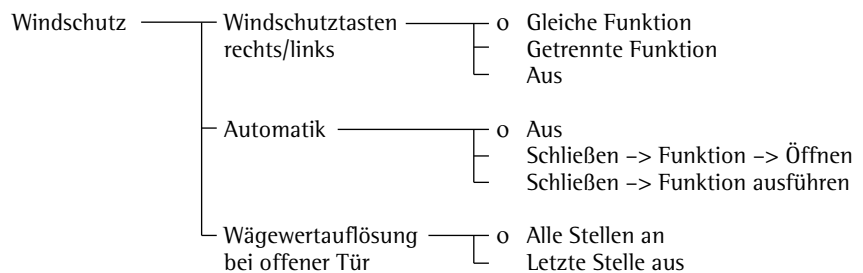 Windschutz Windschutztasten o Gleiche Funktion
rechts/links Getrennte Funktion
Aus
Automatik o Aus
Schließen –> Funktion –> Öffnen
Schließen –> Funktion ausführen
Wägewertauflösung o Alle Stellen an
bei offener Tür Letzte Stelle aus